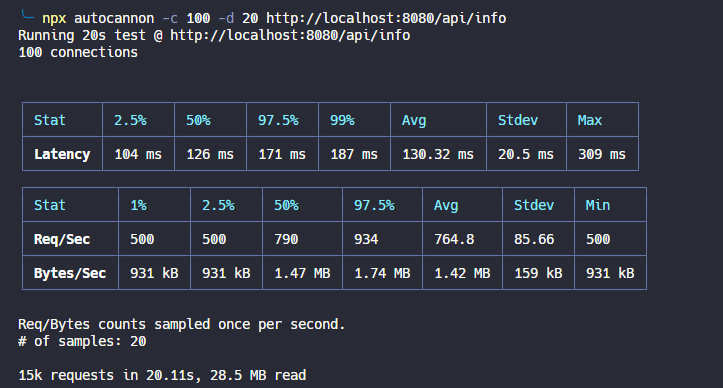 npx autocannon -c 100 -d 20 http://localhost:8080/api/info
Running 20s test @ http://localhost:8080/api/info
100 connections
Stat 2.5% 50% 97.5% 99% Avg Stdev Max
Latency 104 ms 126 ms 171 ms 187 ms 130.32 ms 20.5 ms 309 ms
Stat 1% 2.5% 50% 97.5% Avg Stdev Min
Req/Sec 500 500 790 934 764.8 85.66 500
Bytes/Sec 931 kB 931 kB 1.47 MB 1.74 MB 1.42 MB 159 kB 931 kB
Req/Bytes counts sampled once per second.
# of samples: 20
15k requests in 20.11s, 28.5 MB read